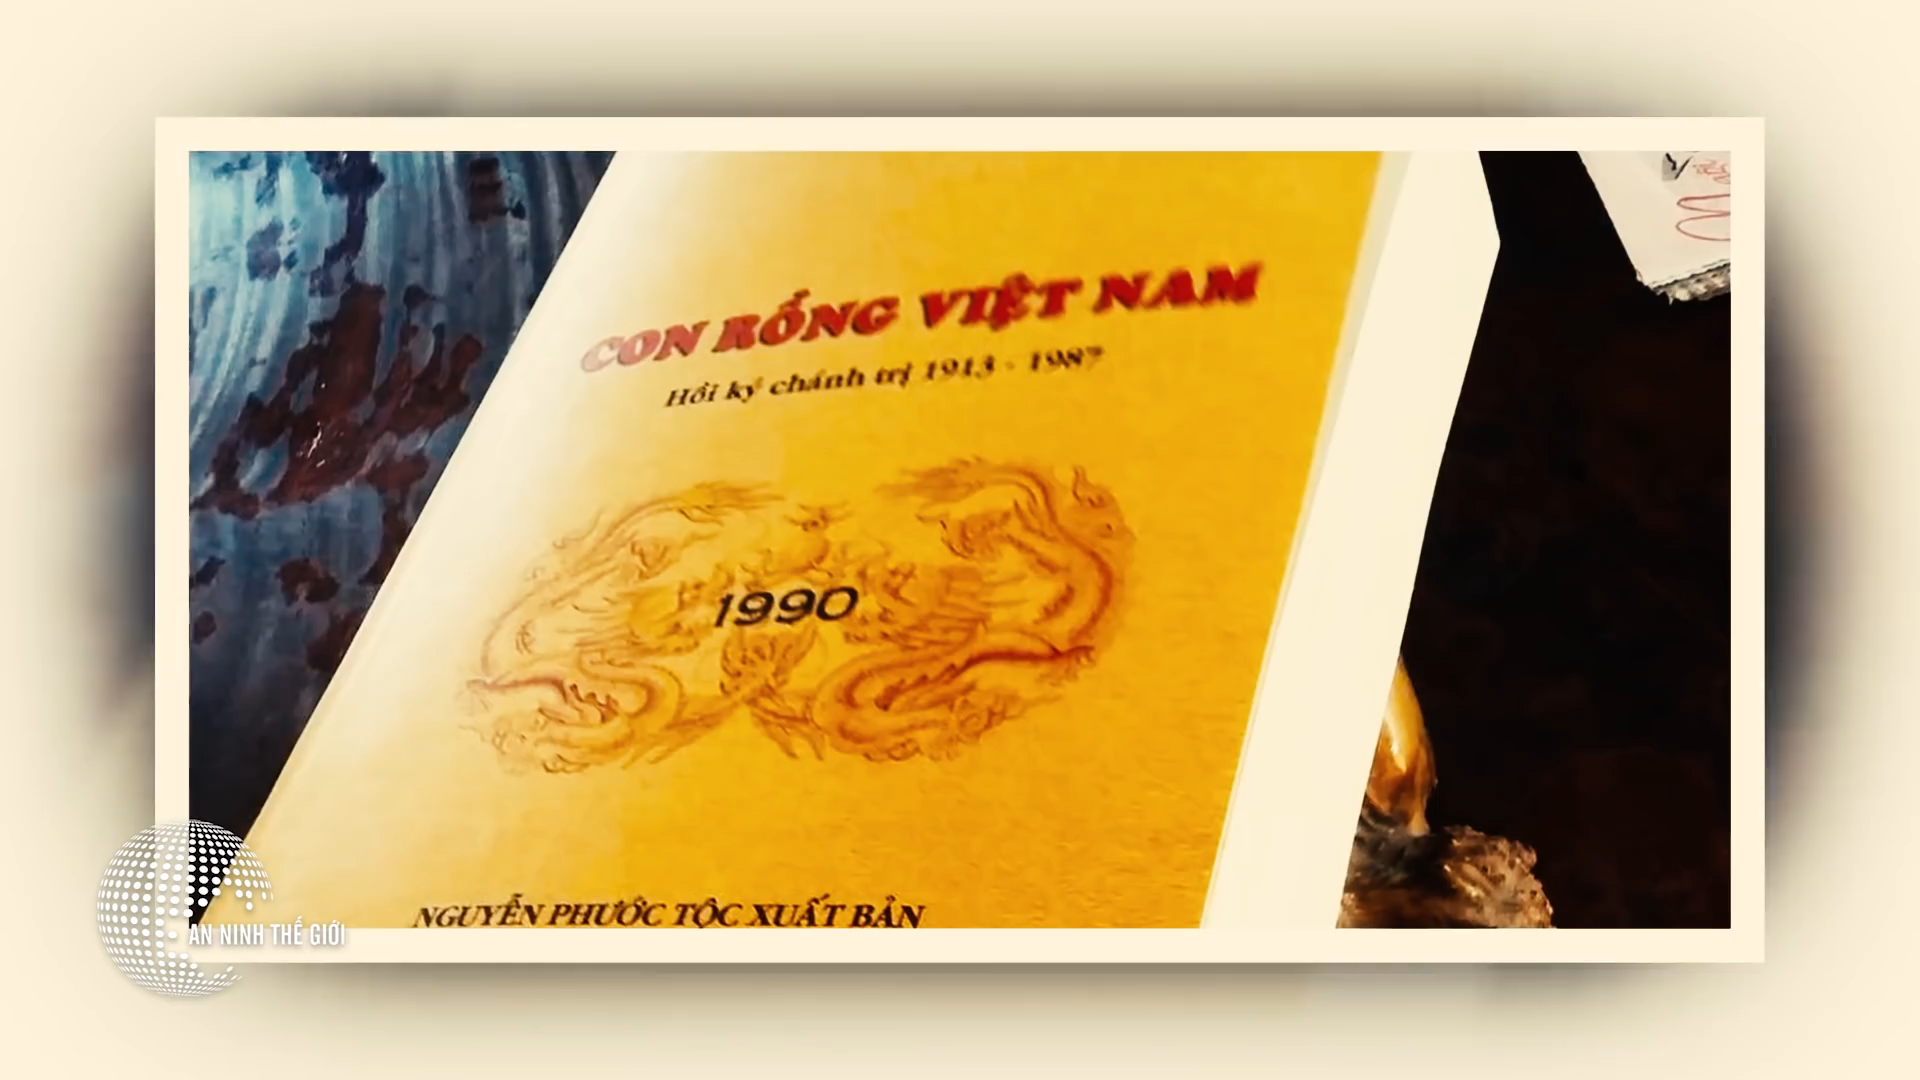 CON RỒNG VIỆT NAM
Hồi ký chánh trị 1913 - 1987
1990
NGUYỄN PHƯỚC TỘC XUẤT BẢN
AN NINH THẾ GIỚI